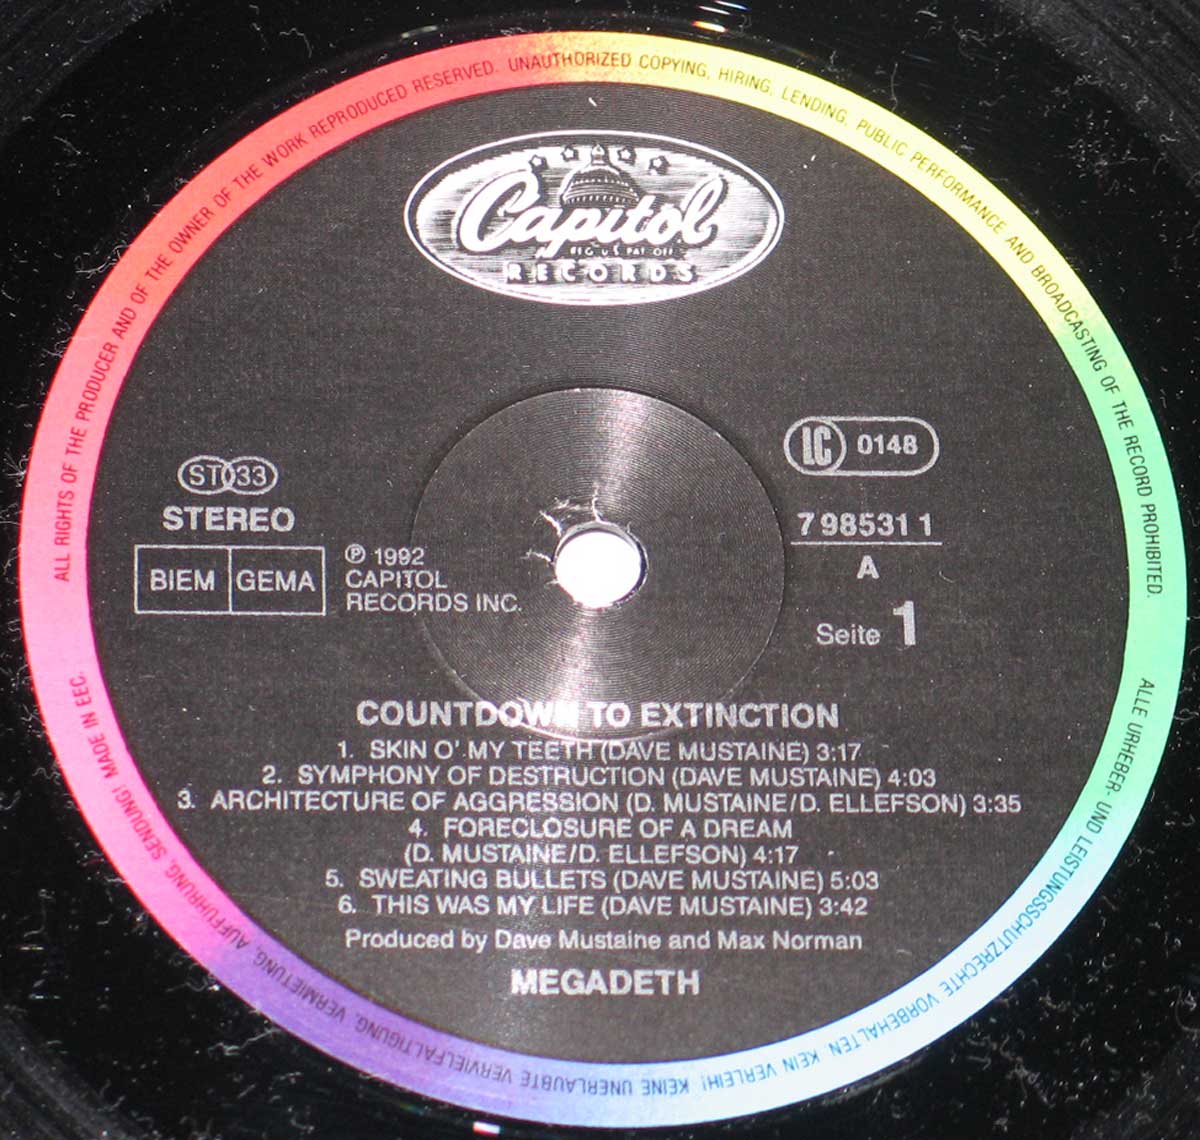 ALL RIGHTS OF THE PRODUCER AND OF THE OWNER OF THE WORK REPRODUCED RESERVED. UNAUTHORIZED COPYING, HIRING, LENDING, PUBLIC PERFORMANCE AND BROADCASTING OF THE RECORD PROHIBITED.
Capitol
REG. U.S. PAT. OFF.
RECORDS
LC 0148
ST 33
STEREO
BIEM GEMA
℗ 1992
CAPITOL
RECORDS INC.
7 98531 1
A
Seite 1
COUNTDOWN TO EXTINCTION
1. SKIN O' MY TEETH (DAVE MUSTAINE) 3:17
2. SYMPHONY OF DESTRUCTION (DAVE MUSTAINE) 4:03
3. ARCHITECTURE OF AGGRESSION (D. MUSTAINE/D. ELLEFSON) 3:35
4. FORECLOSURE OF A DREAM
(D. MUSTAINE/D. ELLEFSON) 4:17
5. SWEATING BULLETS (DAVE MUSTAINE) 5:03
6. THIS WAS MY LIFE (DAVE MUSTAINE) 3:42
Produced by Dave Mustaine and Max Norman
MEGADETH
ALLE URHEBER- UND LEISTUNGSSCHUTZRECHTE VORBEHALTEN. KEIN VERLEIH! KEINE UNERLAUBTE VERVIELFALTIGUNG, VERMIETUNG, AUFFUHRUNG, SENDUNG! MADE IN EEC.